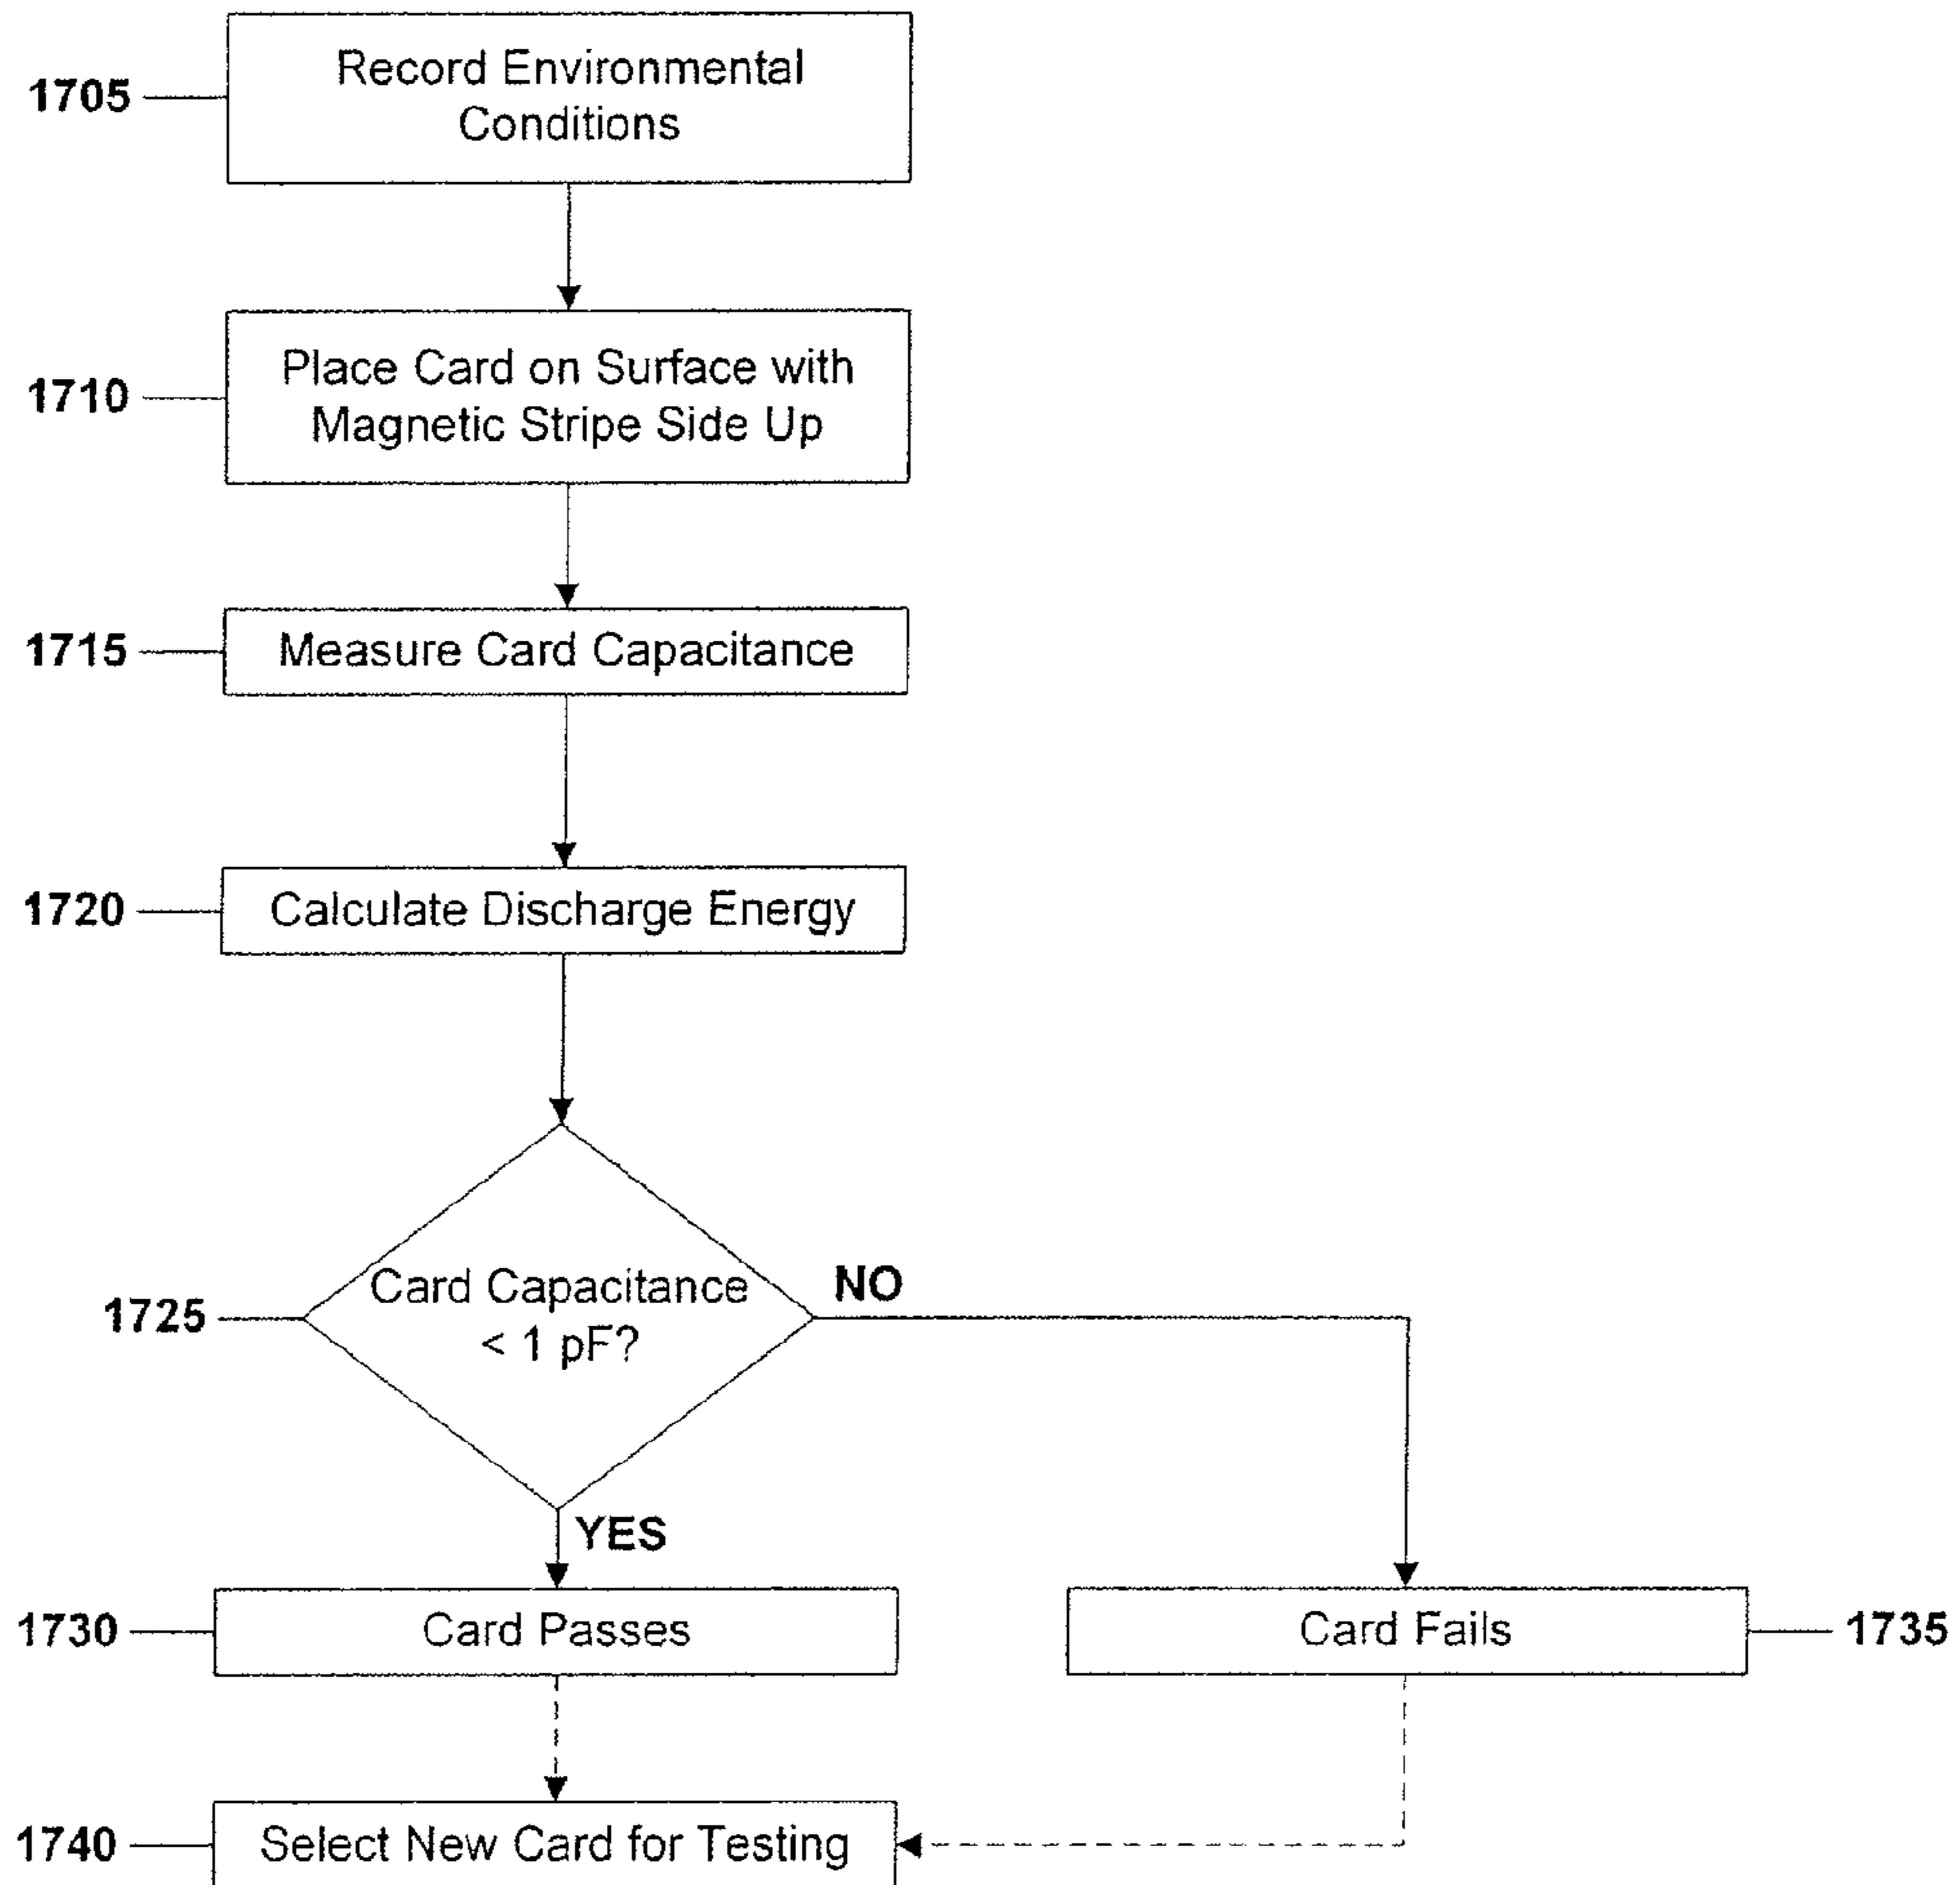 1705
Record Environmental
Conditions
1710
Place Card on Surface with
Magnetic Stripe Side Up
1715
Measure Card Capacitance
1720
Calculate Discharge Energy
1725
Card Capacitance
< 1 pF?
NO
YES
1730
Card Passes
Card Fails
1735
1740
Select New Card for Testing